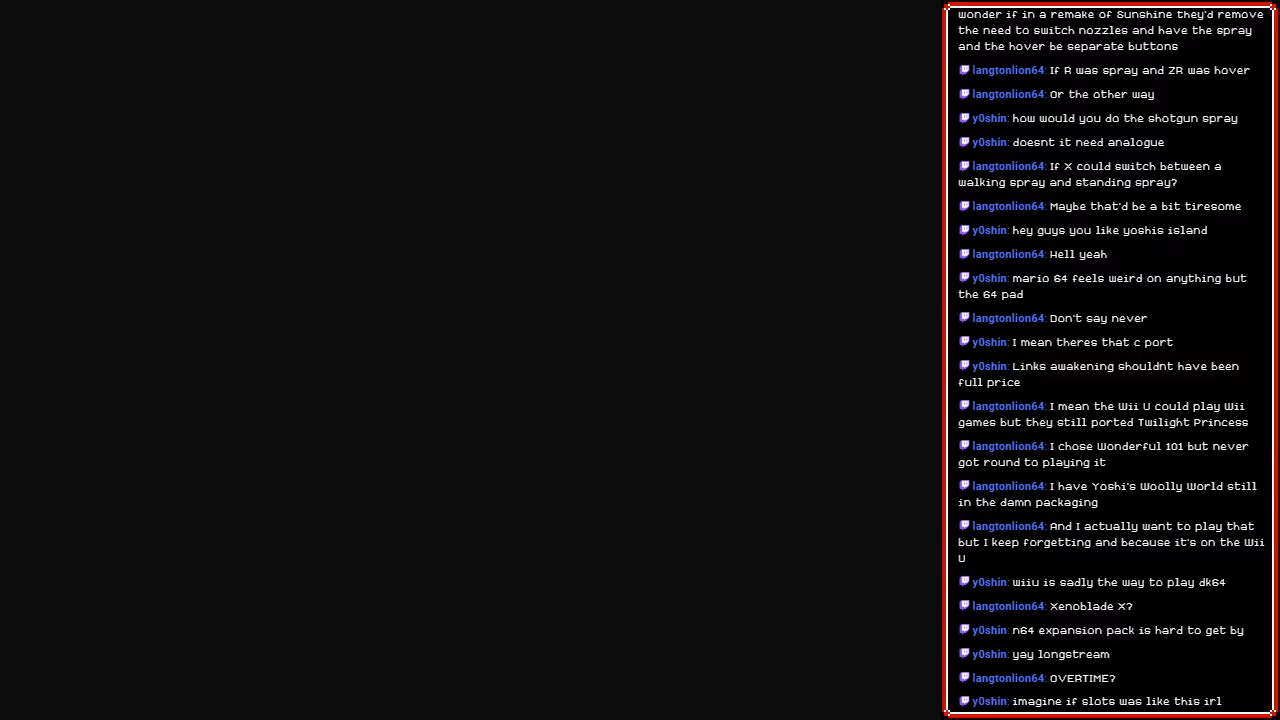 wonder if in a remake of Sunshine they'd remove
the need to switch nozzles and have the spray
and the hover be separate buttons
langtonlion64: If R was spray and ZR was hover
langtonlion64: Or the other way
y0shin: how would you do the shotgun spray
y0shin: doesnt it need analogue
langtonlion64: If X could switch between a
walking spray and standing spray?
langtonlion64: Maybe that'd be a bit tiresome
y0shin: hey guys you like yoshis island
langtonlion64: Hell yeah
y0shin: mario 64 feels weird on anything but
the 64 pad
langtonlion64: Don't say never
y0shin: I mean theres that c port
y0shin: Links awakening shouldnt have been
full price
langtonlion64: I mean the Wii U could play Wii
games but they still ported Twilight Princess
langtonlion64: I chose Wonderful 101 but never
got round to playing it
langtonlion64: I have Yoshi's Woolly World still
in the damn packaging
langtonlion64: And I actually want to play that
but I keep forgetting and because it's on the Wii
U
y0shin: wiiu is sadly the way to play dk64
langtonlion64: Xenoblade X?
y0shin: n64 expansion pack is hard to get by
y0shin: yay longstream
langtonlion64: OVERTIME?
y0shin: imagine if slots was like this irl